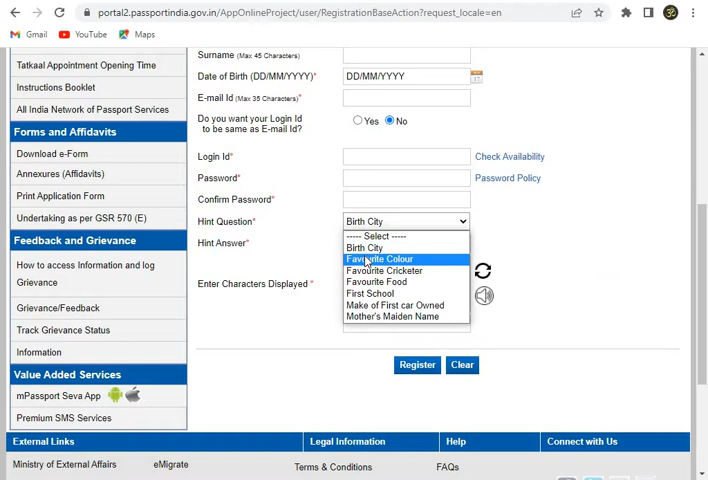 portal2.passportindia.gov.in/AppOnlineProject/user/RegistrationBaseAction?request_locale=en
Gmail YouTube Maps
Tatkaal Appointment Opening Time
Instructions Booklet
All India Network of Passport Services
Forms and Affidavits
Download e-Form
Annexures (Affidavits)
Print Application Form
Undertaking as per GSR 570 (E)
Feedback and Grievance
How to access Information and log
Grievance
Grievance/Feedback
Track Grievance Status
Information
Value Added Services
mPassport Seva App
Premium SMS Services
Surname (Max 45 Characters)
Date of Birth (DD/MM/YYYY)* DD/MM/YYYY
E-mail Id (Max 35 Characters)*
Do you want your Login Id
to be same as E-mail Id?
Yes No
Login Id* Check Availability
Password* Password Policy
Confirm Password*
Hint Question* Birth City
----- Select -----
Birth City
Favourite Colour
Favourite Cricketer
Favourite Food
First School
Make of First car Owned
Mother's Maiden Name
Hint Answer*
Enter Characters Displayed *
Register Clear
External Links Legal Information Help Connect with Us
Ministry of External Affairs eMigrate Terms & Conditions FAQs